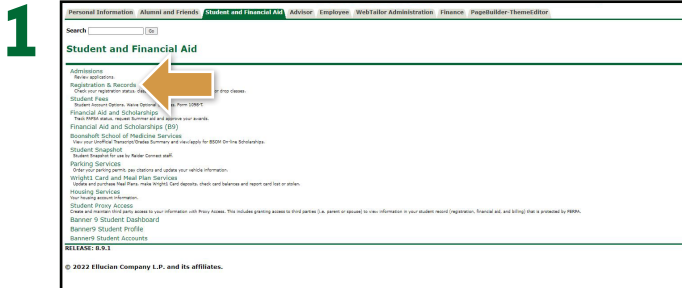 1
Personal Information Alumni and Friends Student and Financial Aid Advisor Employee WebTailor Administration Finance PageBuilder-ThemeEditor
Search Go
Student and Financial Aid
Admissions
Review applications.
Registration & Records
Check your registration status, or drop classes.
Student Fees
Student Account Options. Waive Optional Form 1098-T.
Financial Aid and Scholarships
Track FAFSA status, request Summer aid and approve your awards.
Financial Aid and Scholarships (B9)
Boonshoft School of Medicine Services
View your Unofficial Transcript/Grades Summary and view/apply for BSOM On-line Scholarships.
Student Snapshot
Student Snapshot for use by Raider Connect staff.
Parking Services
Order your parking permit, pay citations and update your vehicle information.
Wright1 Card and Meal Plan Services
Update and purchase Meal Plans, make Wright1 Card deposits, check card balances and report card lost or stolen.
Housing Services
Your housing account information.
Student Proxy Access
Create and maintain third party access to your information with Proxy Access. This includes granting access to third parties (i.e. parent or spouse) to view information in your student record (registration, financial aid, and billing) that is protected by FERPA.
Banner 9 Student Dashboard
Banner9 Student Profile
Banner9 Student Accounts
RELEASE: 8.9.1
© 2022 Ellucian Company L.P. and its affiliates.